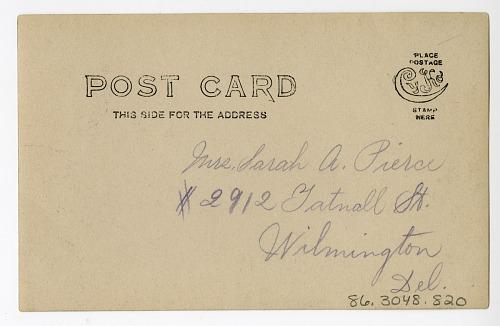 POST CARD
THIS SIDE FOR THE ADDRESS
PLACE
POSTAGE
STAMP
HERE
Mrs. Sarah A. Pierce
# 2912 Tatnall St.
Wilmington
Del.
86.3048.820